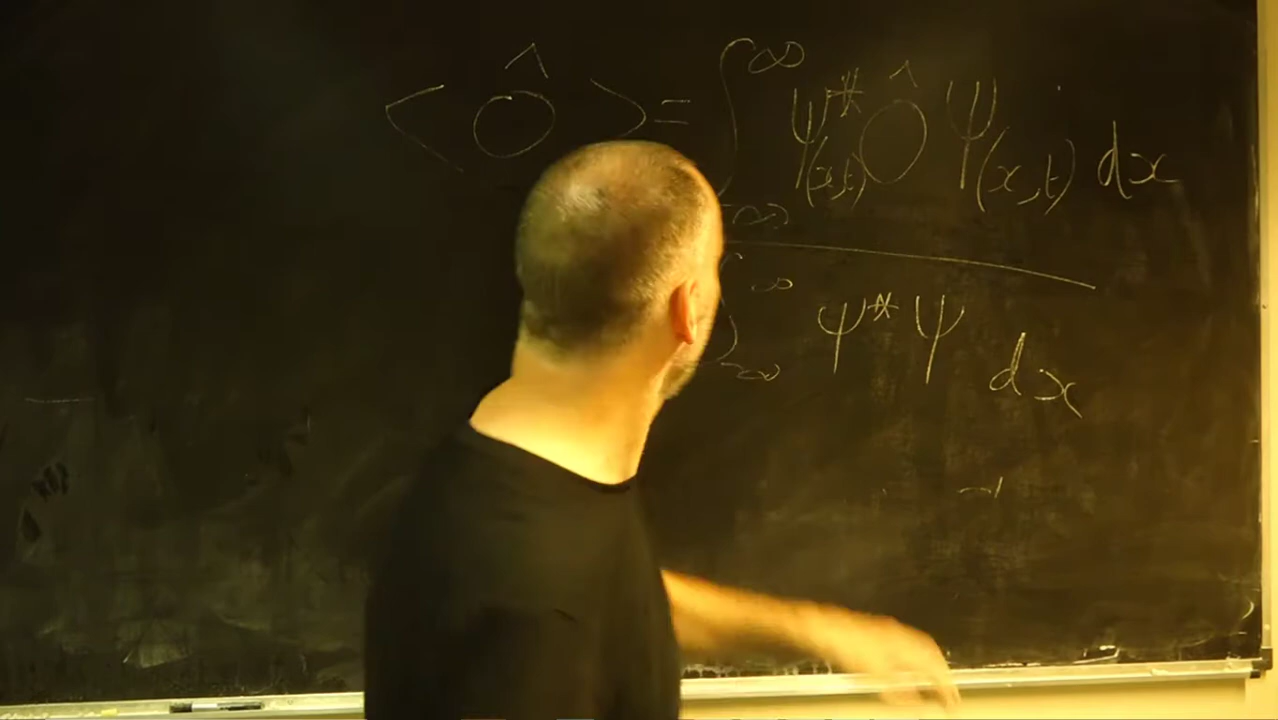 <Ô> = ∫_{-∞}^{∞} ψ*(x,t) Ô ψ(x,t) dx
∫_{-∞}^{∞} ψ* ψ dx